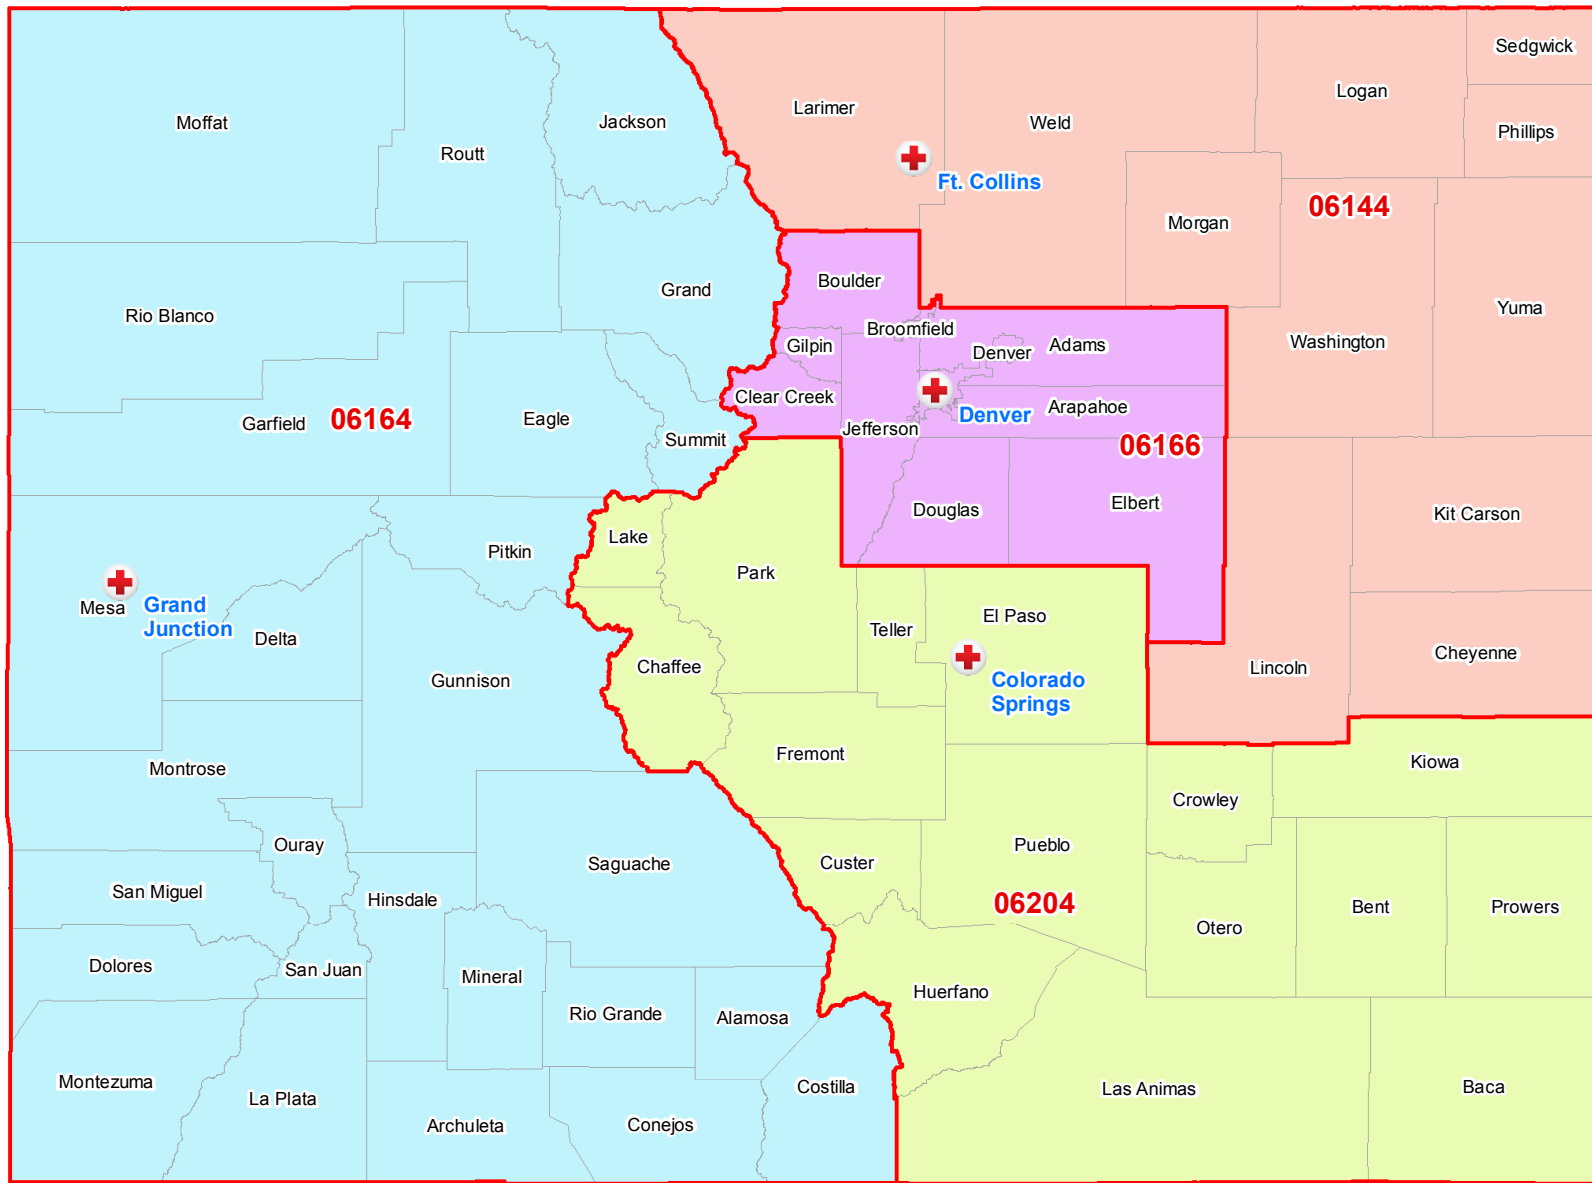 Sedgwick
Logan
Larimer
Weld
Moffat
Jackson
Phillips
Routt
Ft. Collins
06144
Morgan
Boulder
Grand
Yuma
Rio Blanco
Broomfield
Gilpin
Denver
Adams
Washington
Clear Creek
Denver
Arapahoe
Garfield
06164
Eagle
Summit
Jefferson
06166
Douglas
Elbert
Kit Carson
Lake
Pitkin
Park
Mesa
Grand
Junction
Delta
Teller
El Paso
Chaffee
Gunnison
Colorado
Springs
Lincoln
Cheyenne
Montrose
Fremont
Kiowa
Crowley
Ouray
Saguache
Custer
Pueblo
San Miguel
Hinsdale
06204
Bent
Prowers
Otero
Dolores
San Juan
Mineral
Huerfano
Rio Grande
Alamosa
Montezuma
La Plata
Costilla
Las Animas
Baca
Archuleta
Conejos